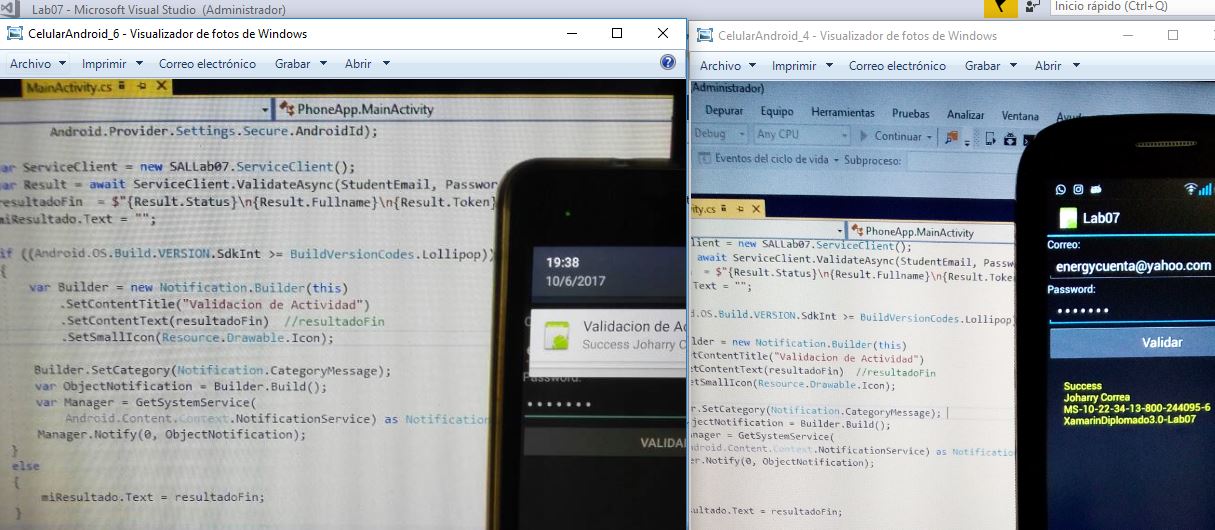 Lab07 - Microsoft Visual Studio (Administrador)
Inicio rápido (Ctrl+Q)
CelularAndroid_6 - Visualizador de fotos de Windows
Archivo Imprimir Correo electrónico Grabar Abrir
MainActivity.cs
PhoneApp.MainActivity
Android.Provider.Settings.Secure.AndroidId);
var ServiceClient = new SALLab07.ServiceClient();
var Result = await ServiceClient.ValidateAsync(StudentEmail,
resultadoFin = $"{Result.Status}\n{Result.Fullname}\n{Result.Token}
miResultado.Text = "";
if ((Android.OS.Build.VERSION.SdkInt >= BuildVersionCodes.Lollipop))
{
var Builder = new Notification.Builder(this)
.SetContentTitle("Validacion de Actividad")
.SetContentText(resultadoFin) //resultadoFin
.SetSmallIcon(Resource.Drawable.Icon);
Builder.SetCategory(Notification.CategoryMessage);
var ObjectNotification = Builder.Build();
var Manager = GetSystemService(
Android.Content.Context.NotificationService) as Notification
Manager.Notify(0, ObjectNotification);
}
else
{
miResultado.Text = resultadoFin;
}
19:38
10/6/2017
Validacion de Ac
Success Joharry C
Password:
VALIDA
CelularAndroid_4 - Visualizador de fotos de Windows
Archivo Imprimir Correo electrónico Grabar Abrir
Administrador)
Depurar Equipo Herramientas Pruebas Analizar Ventana
Debug Any CPU Continuar
Eventos del ciclo de vida Subproceso:
ity.cs
PhoneApp.MainActivity
lient = new SALLab07.ServiceClient();
await ServiceClient.ValidateAsync(StudentEmail,
= $"{Result.Status}\n{Result.Fullname}\n{Result.Token
Text = "";
d.OS.Build.VERSION.SdkInt >= BuildVersionCodes.Lollipop)
ilder = new Notification.Builder(this)
etContentTitle("Validacion de Actividad")
etContentText(resultadoFin) //resultadoFin
etSmallIcon(Resource.Drawable.Icon);
r.SetCategory(Notification.CategoryMessage);
bjectNotification = Builder.Build();
anager = GetSystemService(
ndroid.Content.Context.NotificationService) as Notification
er.Notify(0, ObjectNotification);
ultado.Text = resultadoFin;
Lab07
Correo:
energycuenta@yahoo.com
Password:
Validar
Success
Joharry Correa
MS-10-22-34-13-800-244095-6
XamarinDiplomado3.0-Lab07